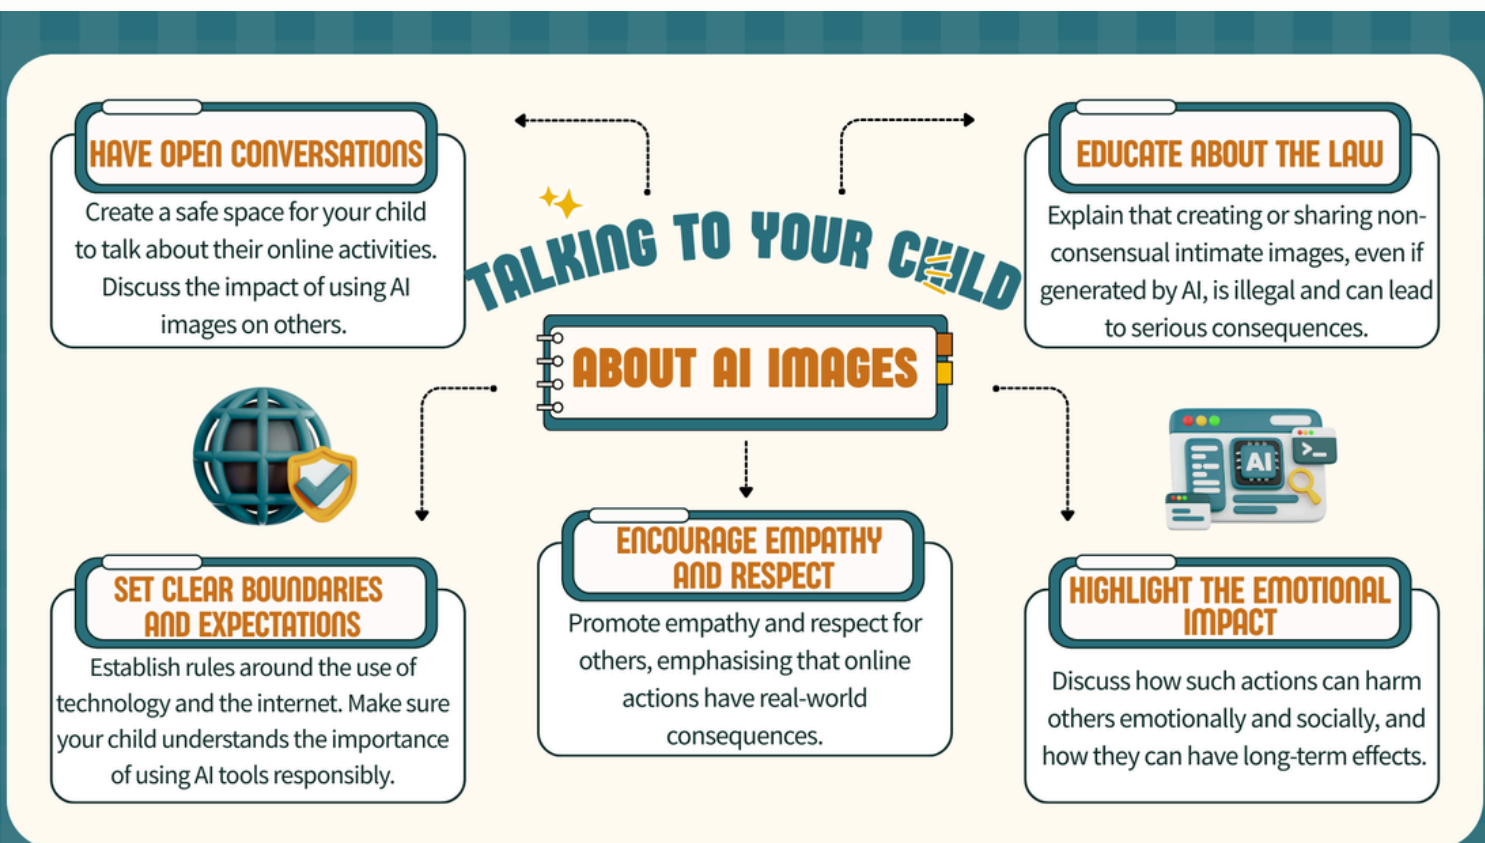 TALKING TO YOUR CHILD
ABOUT AI IMAGES
HAVE OPEN CONVERSATIONS
Create a safe space for your child
to talk about their online activities.
Discuss the impact of using AI
images on others.
EDUCATE ABOUT THE LAW
Explain that creating or sharing non-
consensual intimate images, even if
generated by AI, is illegal and can lead
to serious consequences.
AI
>_
SET CLEAR BOUNDARIES
AND EXPECTATIONS
Establish rules around the use of
technology and the internet. Make sure
your child understands the importance
of using AI tools responsibly.
ENCOURAGE EMPATHY
AND RESPECT
Promote empathy and respect for
others, emphasising that online
actions have real-world
consequences.
HIGHLIGHT THE EMOTIONAL
IMPACT
Discuss how such actions can harm
others emotionally and socially, and
how they can have long-term effects.